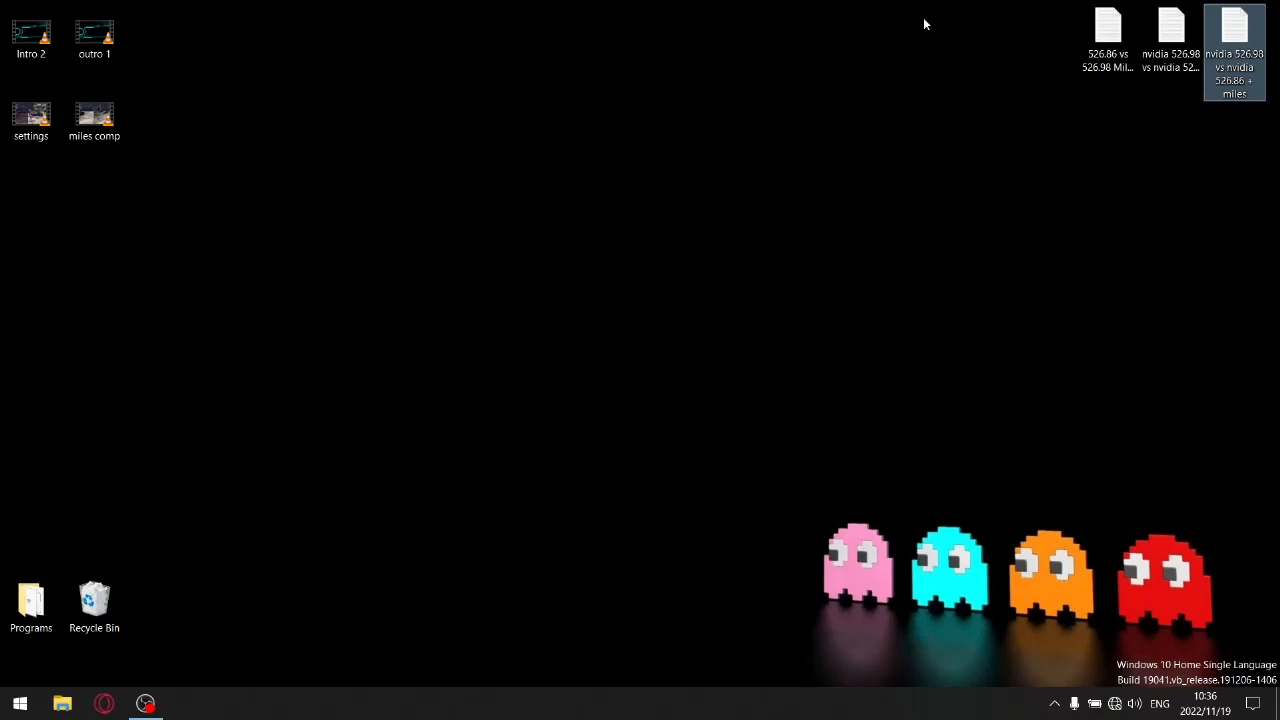 Intro 2
outro 1
526.86 vs
526.98 Mil...
nvidia 526.98
vs nvidia 52...
nvidia 526.98
vs nvidia
526.86 +
miles
settings
miles comp
Programs
Recycle Bin
Windows 10 Home Single Language
Build 19041.vb_release.191206-1406
ENG
10:36
2022/11/19